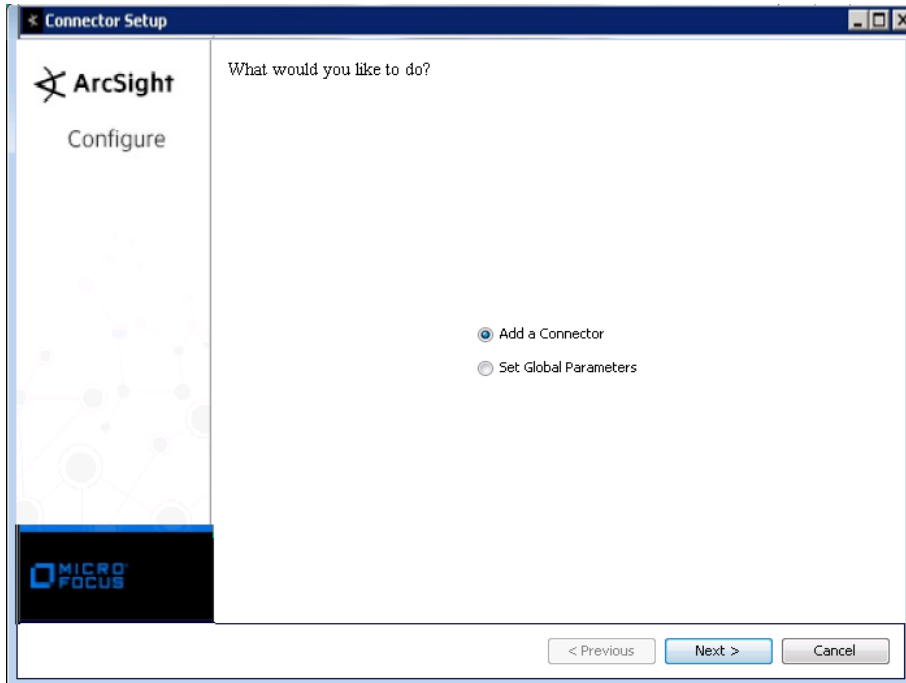 Connector Setup
ArcSight
Configure
What would you like to do?
Add a Connector
Set Global Parameters
MICRO
FOCUS
< Previous
Next >
Cancel